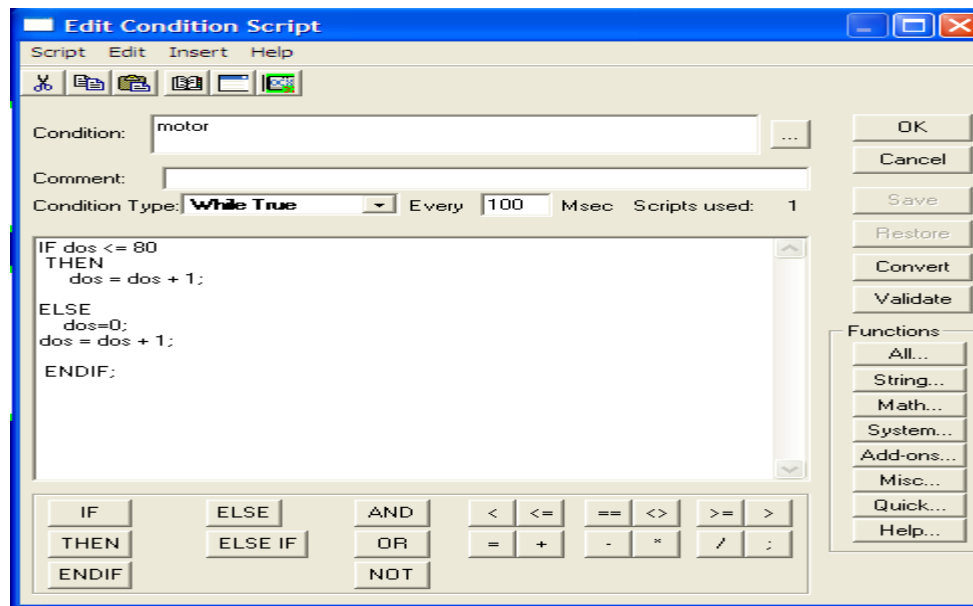 Edit Condition Script
Script Edit Insert Help
Condition: motor ... OK
Cancel
Comment:
Condition Type: While True Every 100 Msec Scripts used: 1 Save
Restore
IF dos <= 80
THEN
dos = dos + 1;
ELSE
dos=0;
dos = dos + 1;
ENDIF;
Convert
Validate
Functions
All...
String...
Math...
System...
Add-ons...
Misc...
Quick...
Help...
IF ELSE AND < <= == <> >= >
THEN ELSE IF OR = + - * / ;
ENDIF NOT